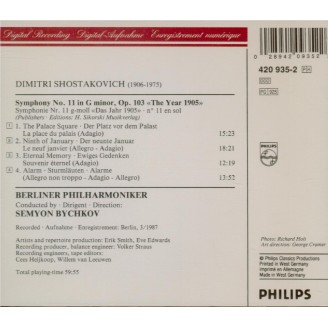 Digital Recording · Digital-Aufnahme · Enregistrement numérique
420 935-2
DIMITRI SHOSTAKOVICH (1906-1975)
Symphony No. 11 in G minor, Op. 103 «The Year 1905»
Symphonie Nr. 11 g-moll «Das Jahr 1905» · n° 11 en sol
(Publishers · Editions: H. Sikorski Musikverlag)
1 1. The Palace Square · Der Platz vor dem Palast
La place du palais (Adagio) 15:23
2 2. Ninth of January · Der neunte Januar
Le neuf janvier (Allegro - Adagio) 18:21
3 3. Eternal Memory · Ewiges Gedenken
Souvenir éternel (Adagio) 12:19
4 4. Alarm · Sturmläuten · Alarme
(Allegro non troppo - Adagio - Allegro) 13:52
BERLINER PHILHARMONIKER
Conducted by · Dirigent · Direction:
SEMYON BYCHKOV
Recorded · Aufnahme · Enregistrement: Berlin, 3/1987
Artists and repertoire production: Erik Smith, Eve Edwards
Recording producer, balance engineer: Volker Straus
Recording engineers, tape editors:
Cees Heijkoop, Willem van Leeuwen
Total playing-time 59:55
PHILIPS
Photo: Richard Holt
Art direction: George Cramer
℗ Philips Classics Productions
Printed in West Germany
Imprimé en Allemagne
Made in West Germany
PHILIPS